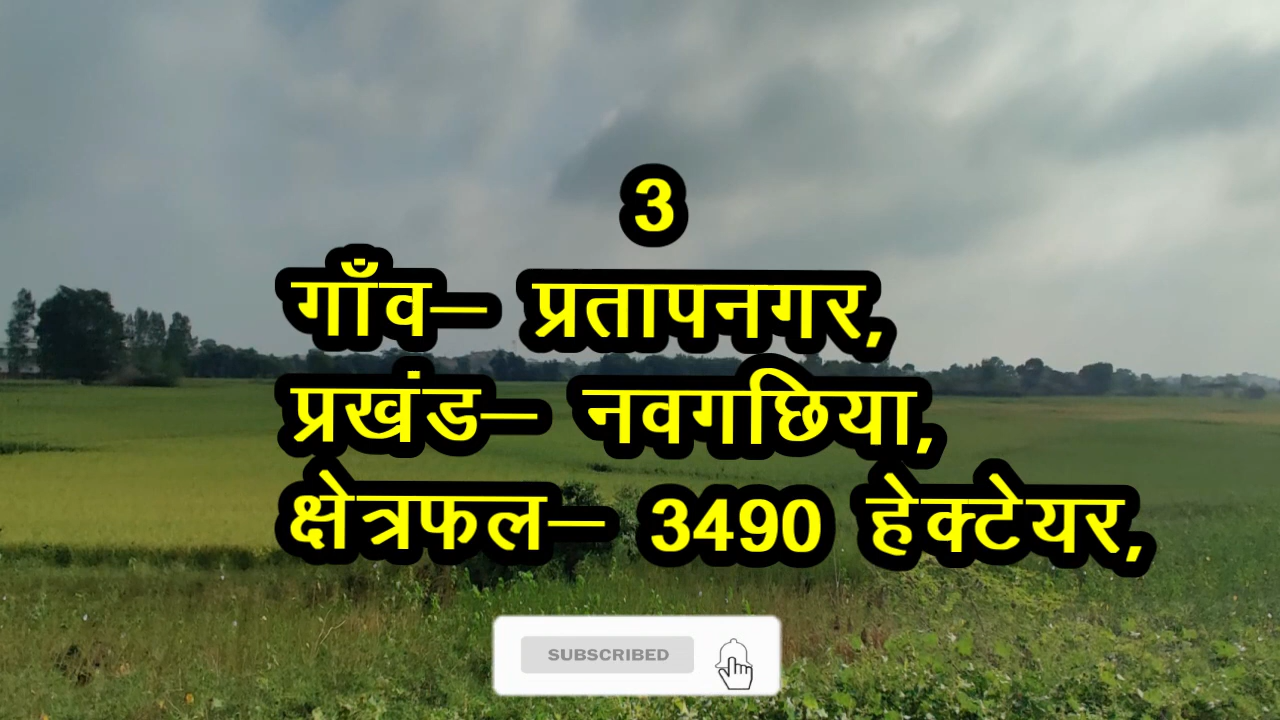 3
गाँव– प्रतापनगर,
प्रखंड– नवगछिया,
क्षेत्रफल– 3490 हेक्टेयर,
SUBSCRIBED